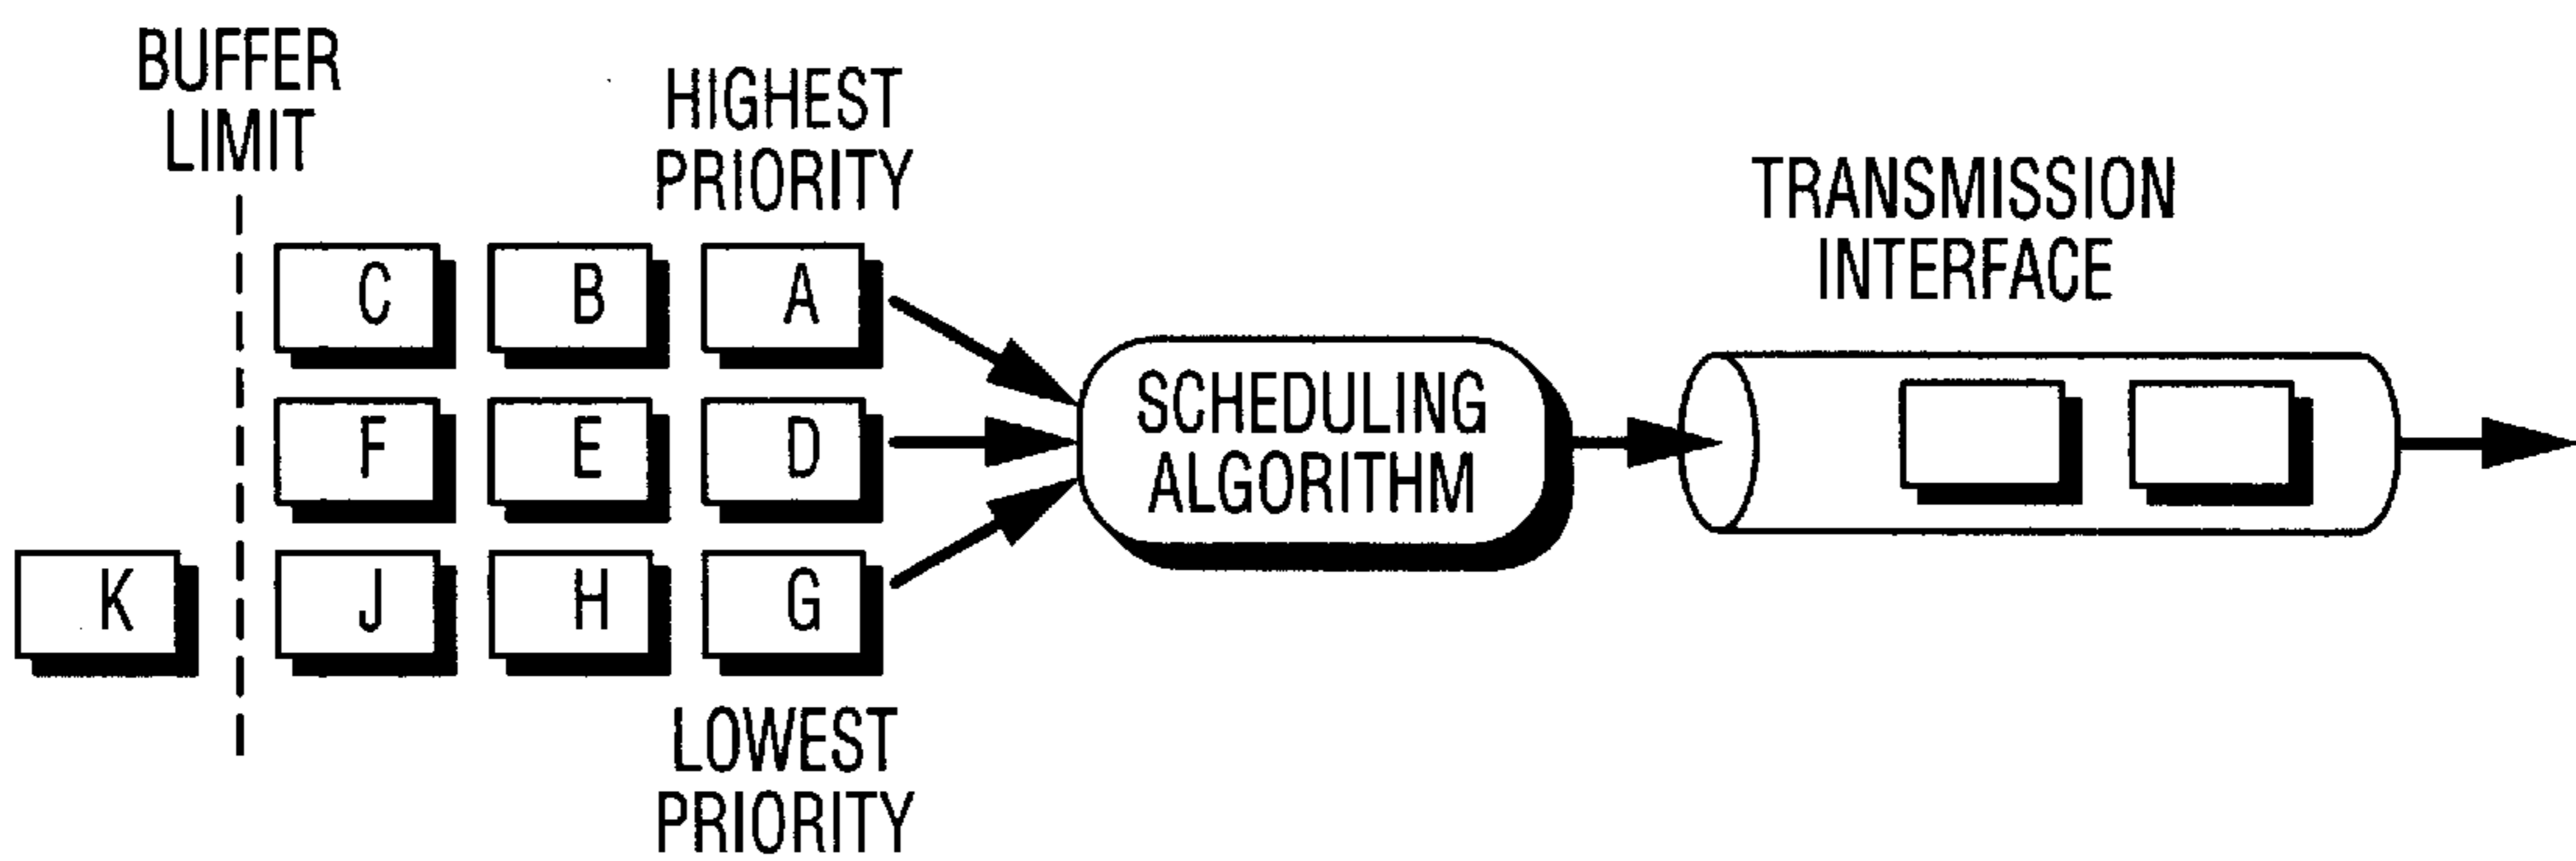 BUFFER
LIMIT
HIGHEST
PRIORITY
TRANSMISSION
INTERFACE
C B A
SCHEDULING
ALGORITHM
F E D
K J H G
LOWEST
PRIORITY